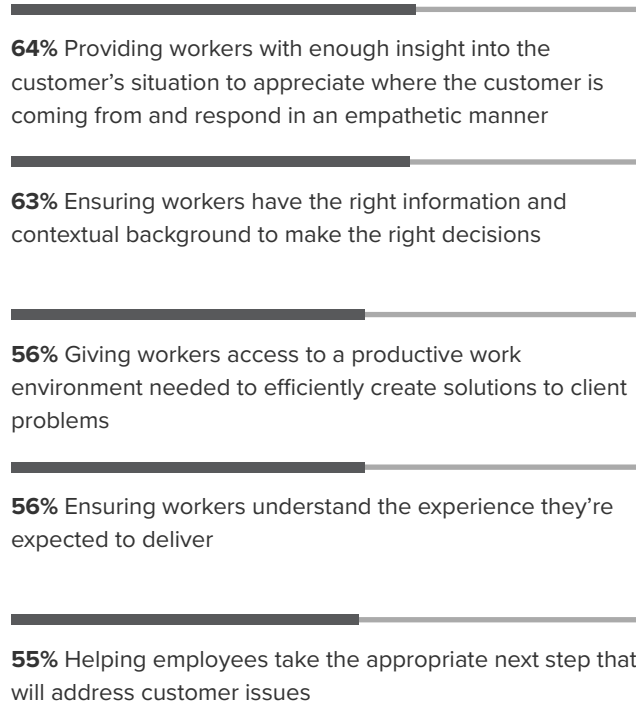 64% Providing workers with enough insight into the
customer’s situation to appreciate where the customer is
coming from and respond in an empathetic manner
63% Ensuring workers have the right information and
contextual background to make the right decisions
56% Giving workers access to a productive work
environment needed to efficiently create solutions to client
problems
56% Ensuring workers understand the experience they’re
expected to deliver
55% Helping employees take the appropriate next step that
will address customer issues